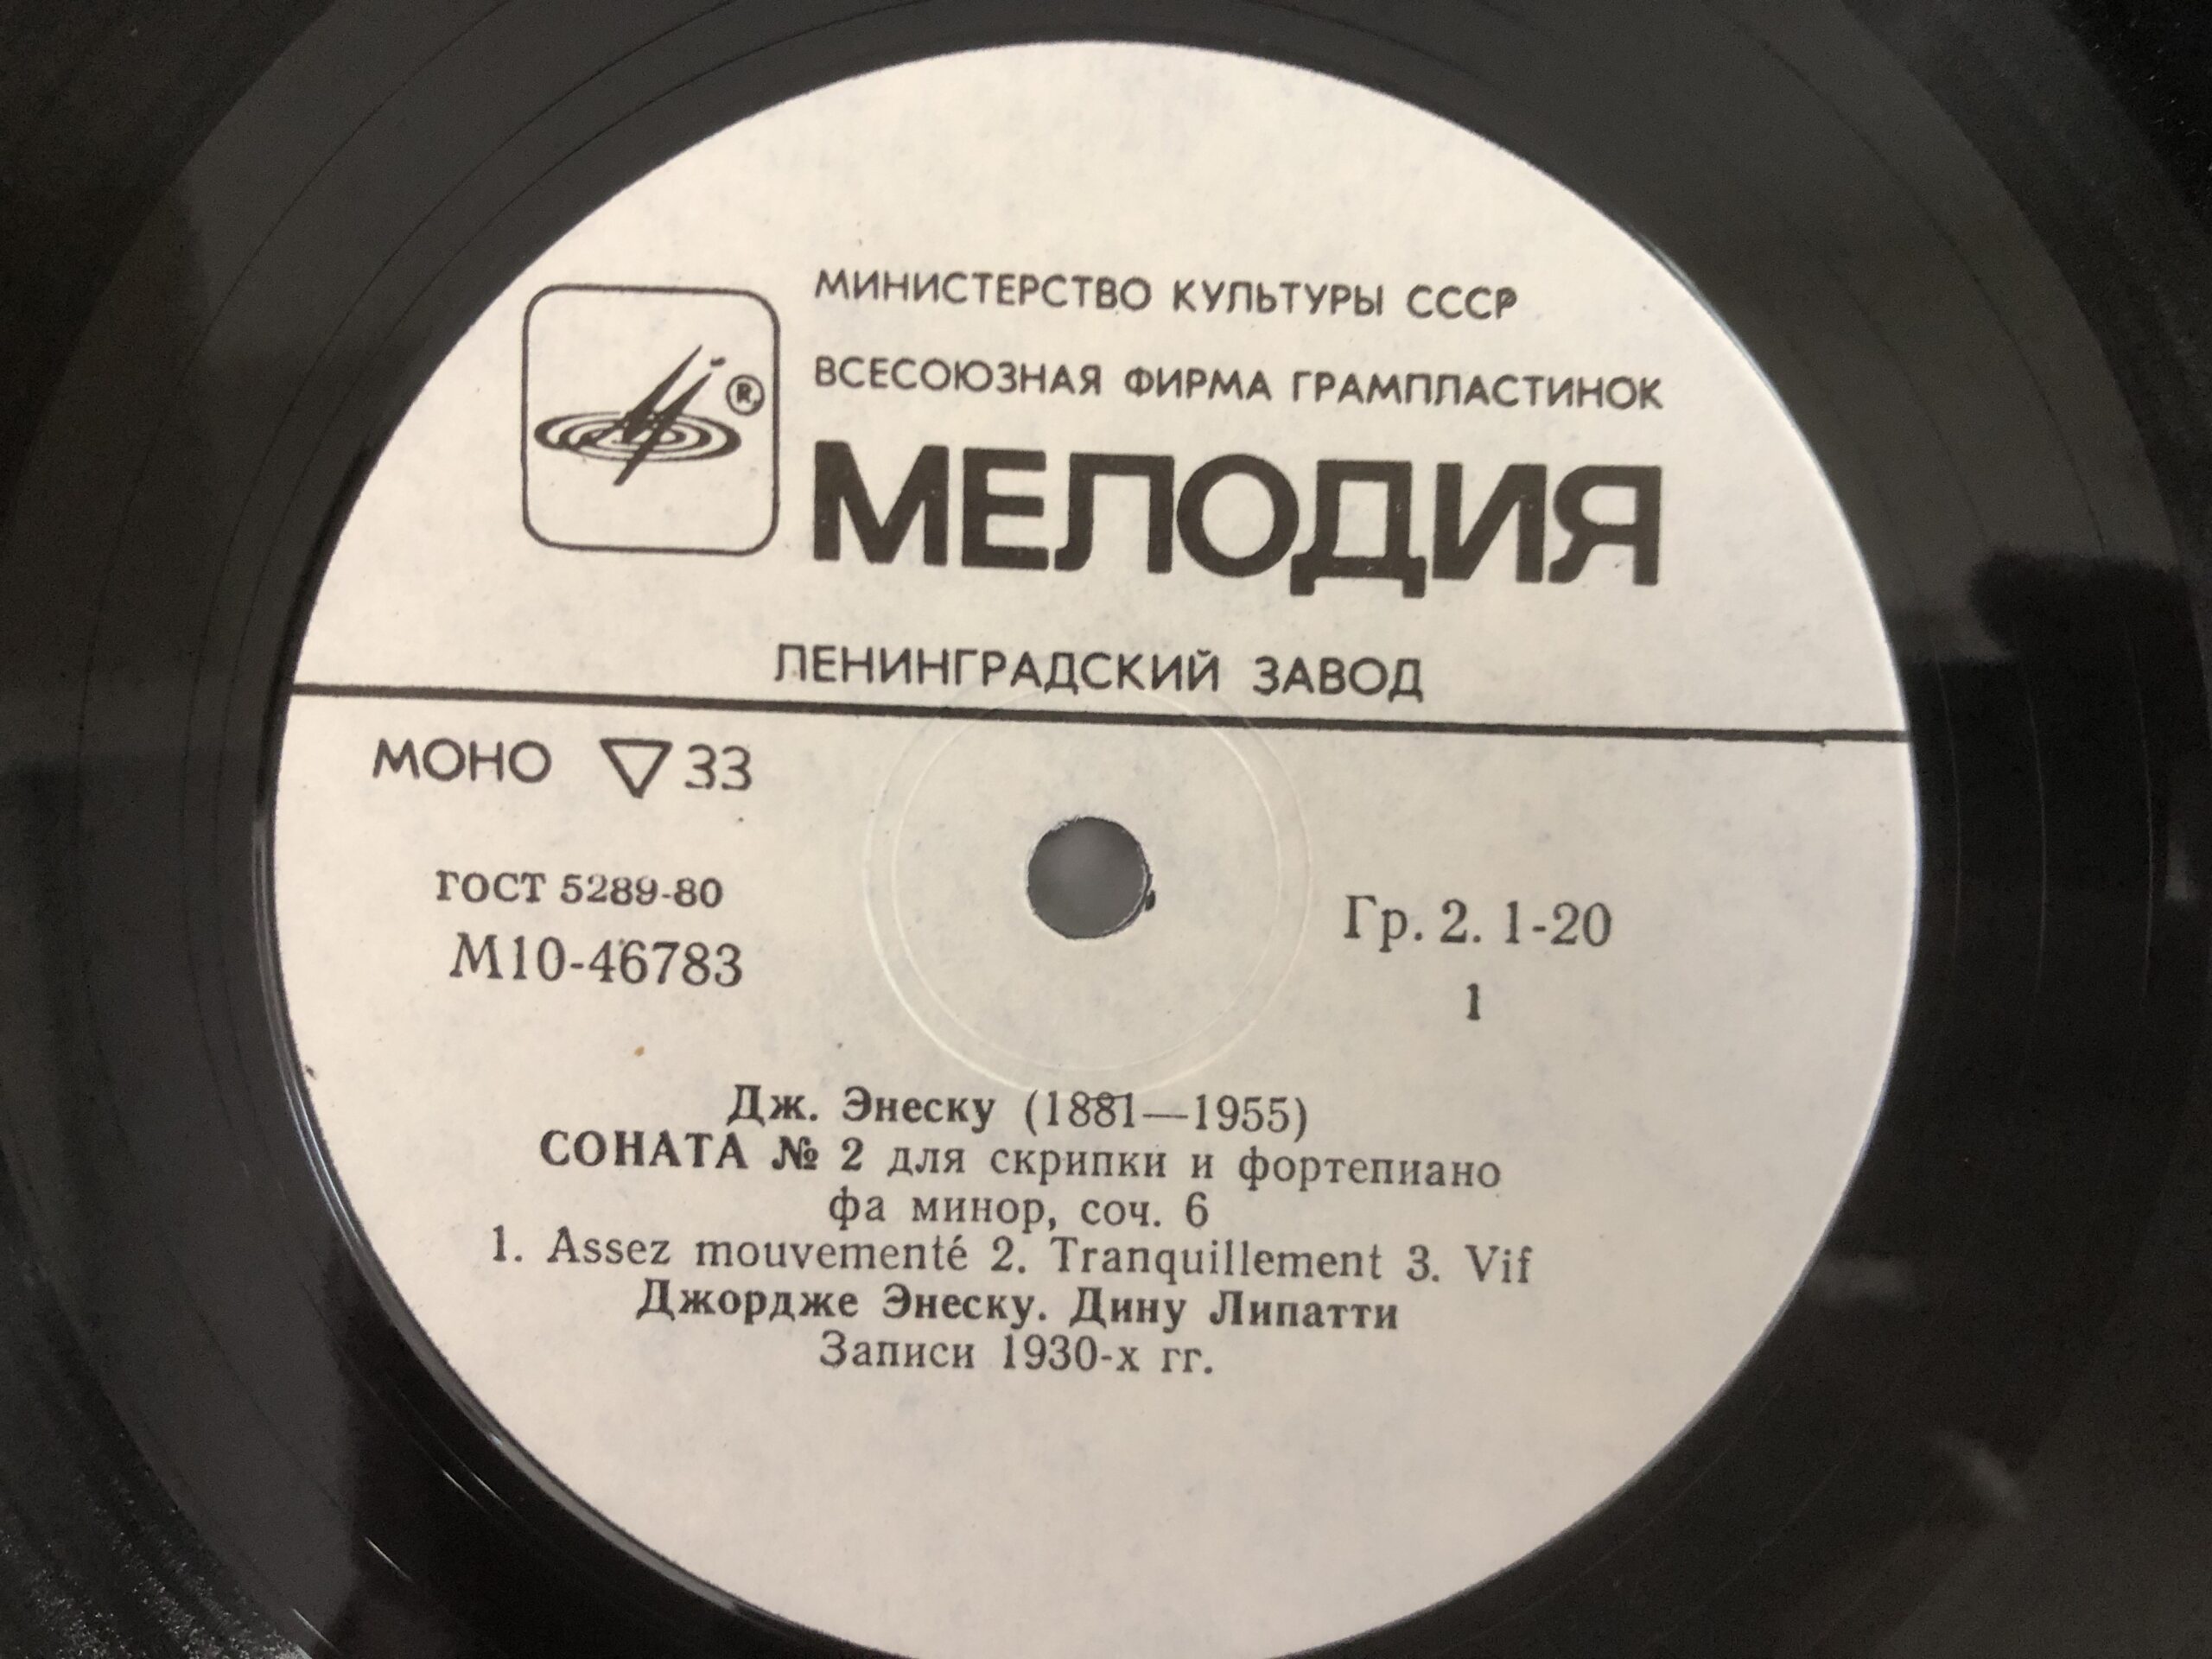 МИНИСТЕРСТВО КУЛЬТУРЫ СССР
ВСЕСОЮЗНАЯ ФИРМА ГРАМПЛАСТИНОК
®
МЕЛОДИЯ
ЛЕНИНГРАДСКИЙ ЗАВОД
МОНО ▽ 33
ГОСТ 5289-80
М10-46783
Гр. 2. 1-20
1
Дж. Энеску (1881—1955)
СОНАТА № 2 для скрипки и фортепиано
фа минор, соч. 6
1. Assez mouvementé 2. Tranquillement 3. Vif
Джордже Энеску. Дину Липатти
Записи 1930-х гг.